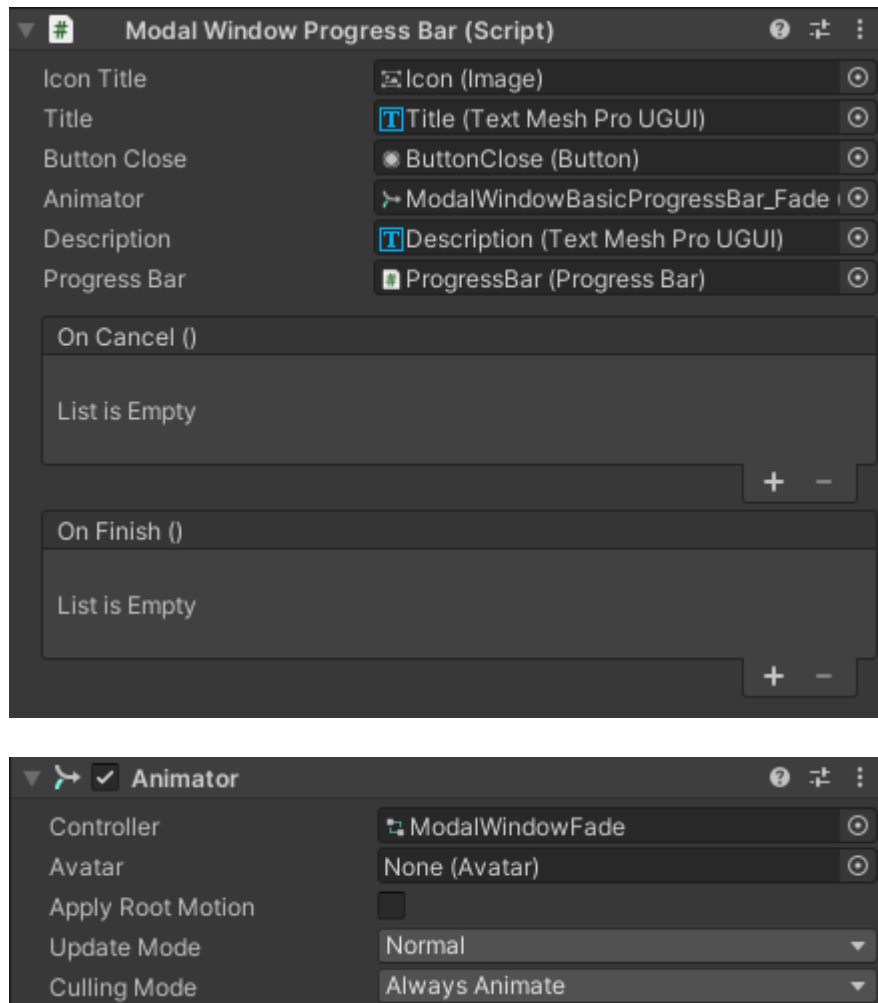 Modal Window Progress Bar (Script)
Icon Title Icon (Image)
Title Title (Text Mesh Pro UGUI)
Button Close ButtonClose (Button)
Animator ModalWindowBasicProgressBar_Fade (
Description Description (Text Mesh Pro UGUI)
Progress Bar ProgressBar (Progress Bar)
On Cancel ()
List is Empty
+ −
On Finish ()
List is Empty
+ −
Animator
Controller ModalWindowFade
Avatar None (Avatar)
Apply Root Motion
Update Mode Normal
Culling Mode Always Animate